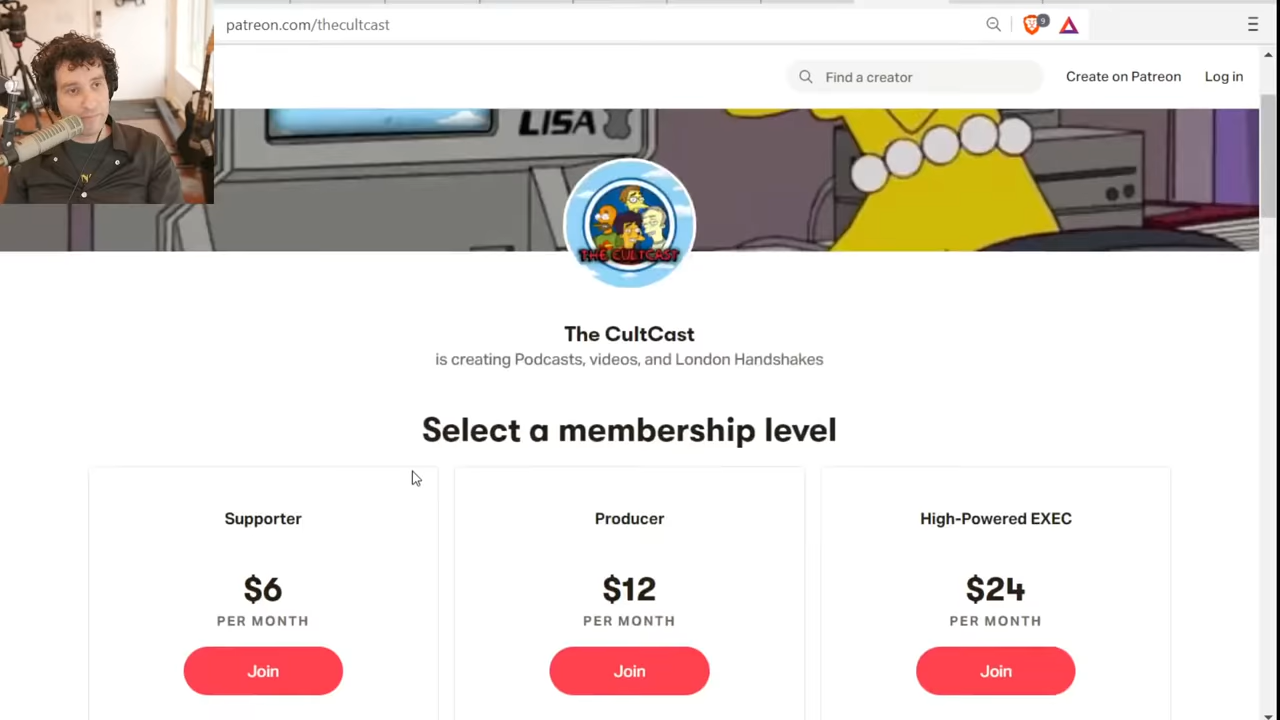 patreon.com/thecultcast
9
Find a creator
Create on Patreon
Log in
LISA
THE CULTCAST
The CultCast
is creating Podcasts, videos, and London Handshakes
Select a membership level
Supporter
Producer
High-Powered EXEC
$6
$12
$24
PER MONTH
PER MONTH
PER MONTH
Join
Join
Join